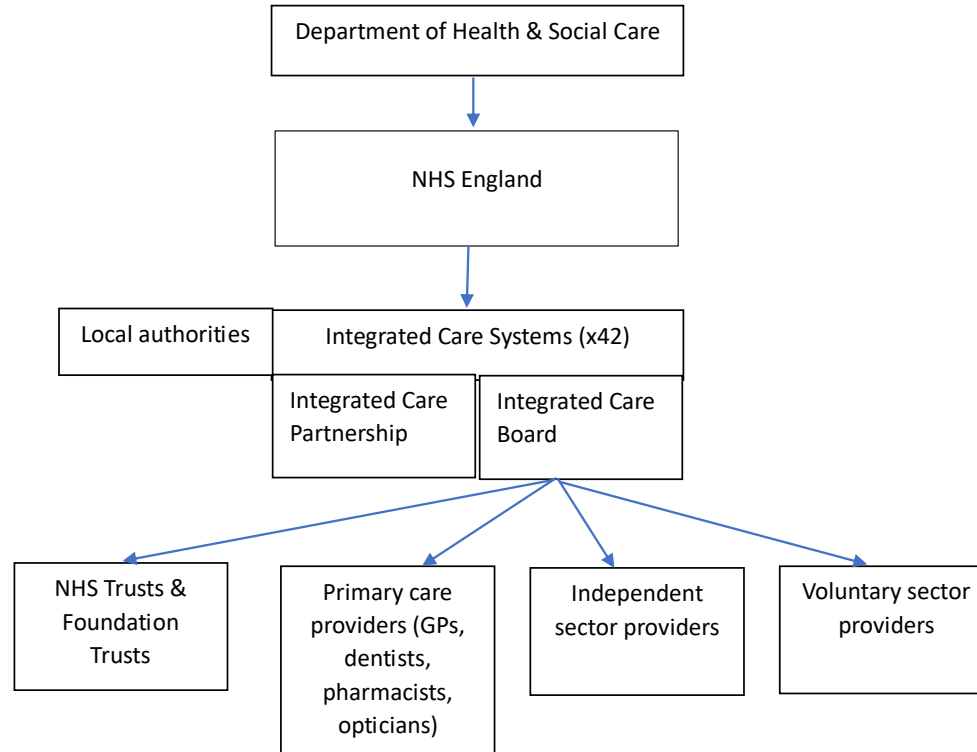 Department of Health & Social Care
NHS England
Local authorities
Integrated Care Systems (x42)
Integrated Care
Partnership
Integrated Care
Board
NHS Trusts &
Foundation
Trusts
Primary care
providers (GPs,
dentists,
pharmacists,
opticians)
Independent
sector providers
Voluntary sector
providers